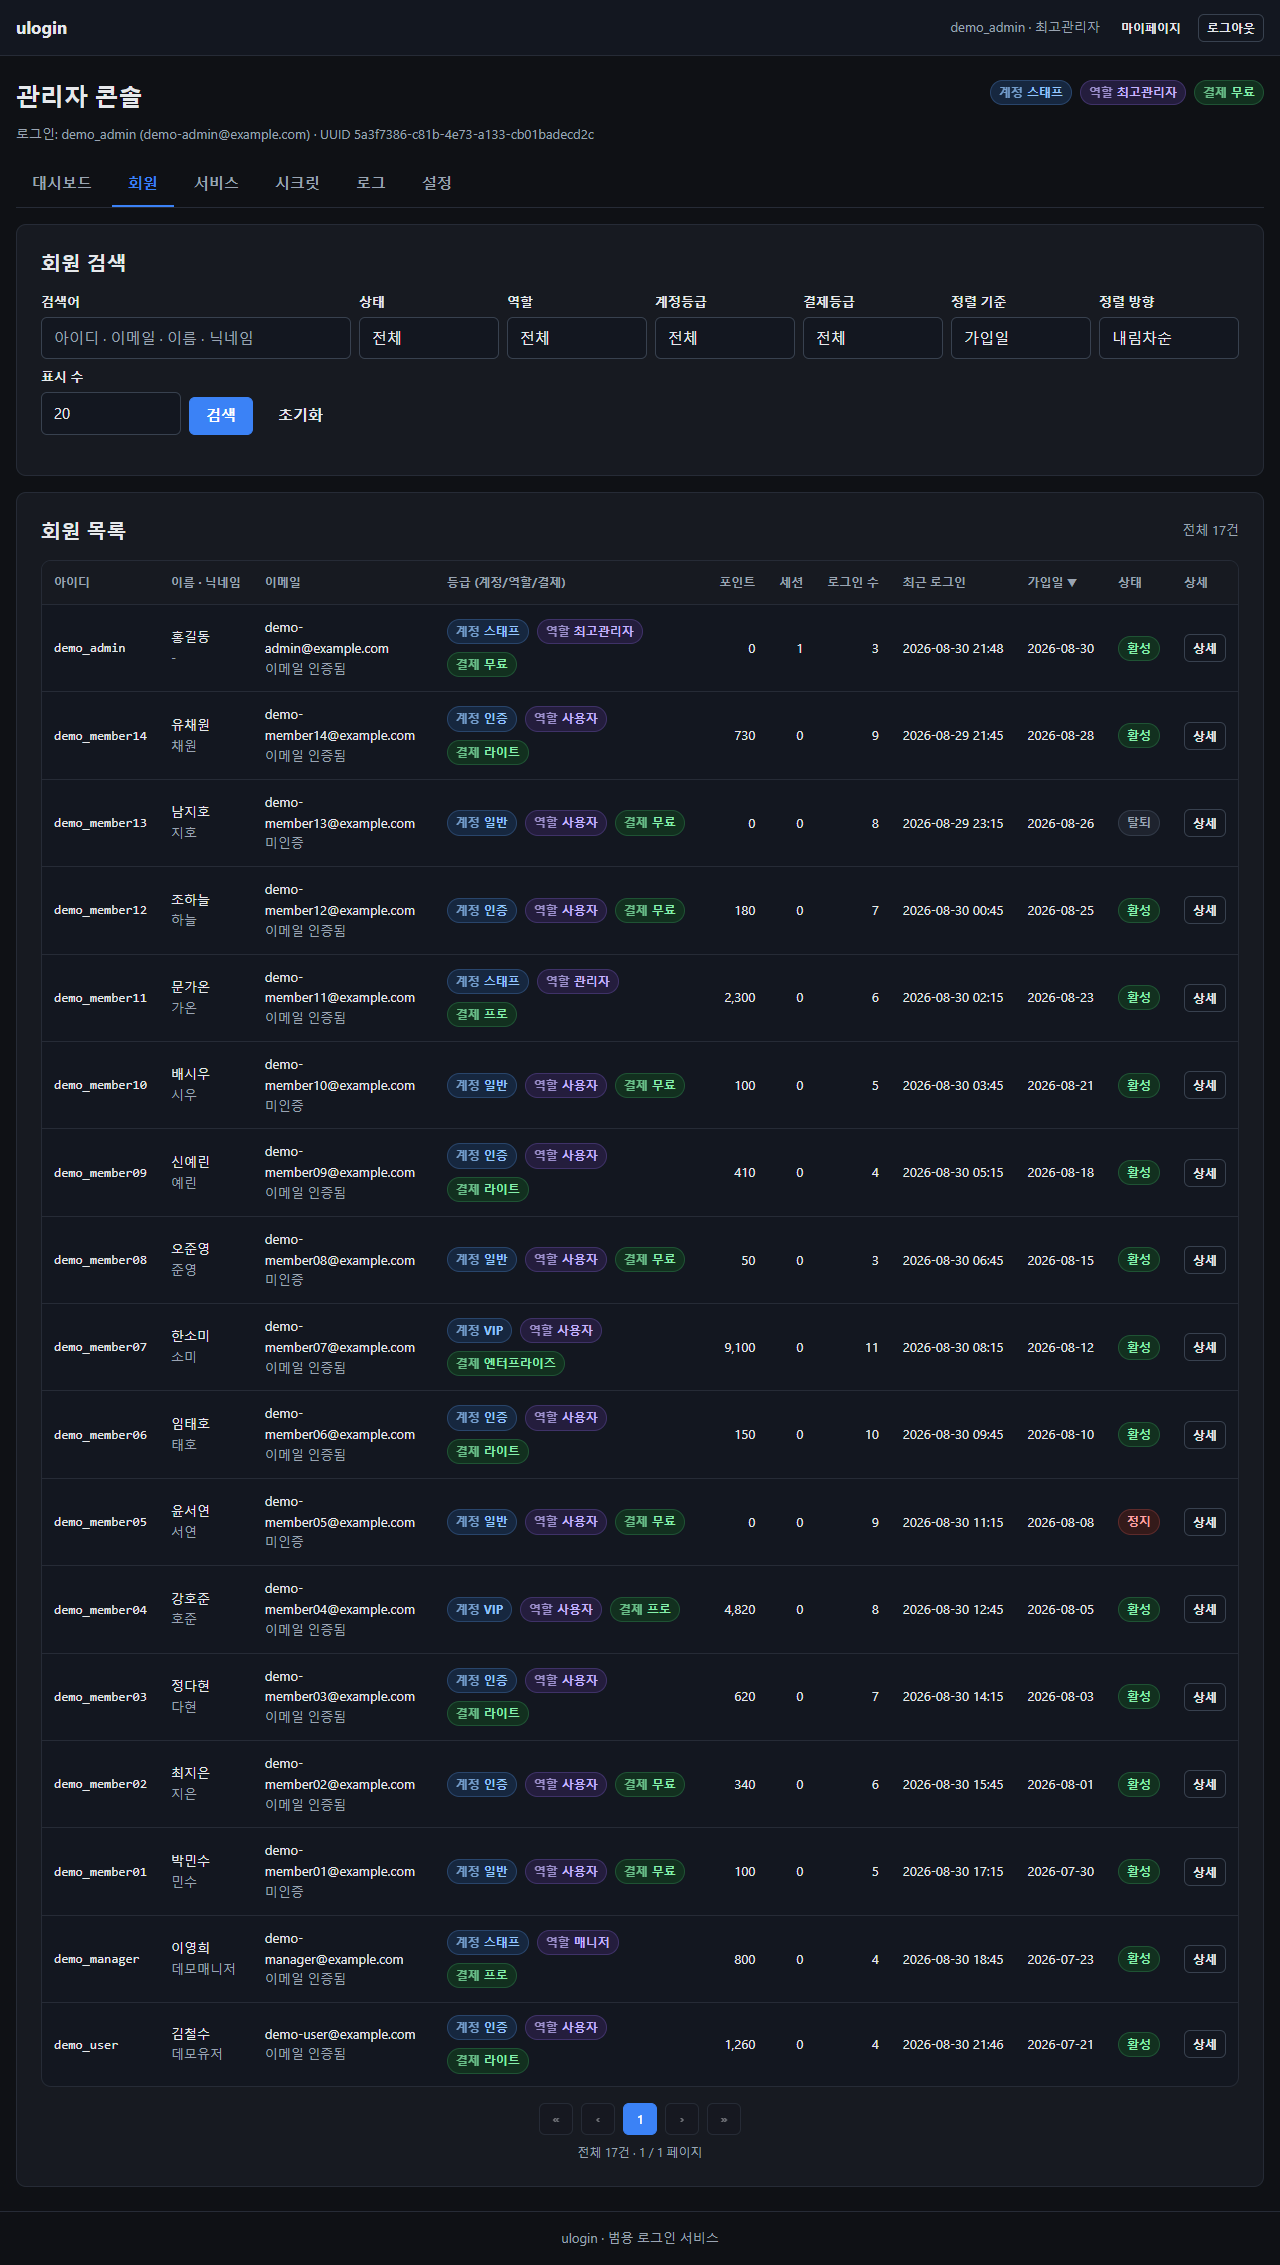 ulogin
demo_admin · 최고관리자 마이페이지 로그아웃
관리자 콘솔
계정 스태프 역할 최고관리자 결제 무료
로그인: demo_admin (demo-admin@example.com) · UUID 5a3f7386-c81b-4e73-a133-cb01badecd2c
대시보드 회원 서비스 시크릿 로그 설정
회원 검색
검색어 상태 역할 계정등급 결제등급 정렬 기준 정렬 방향
아이디 · 이메일 · 이름 · 닉네임 전체 전체 전체 전체 가입일 내림차순
표시 수
20 검색 초기화
회원 목록 전체 17건
아이디 이름 · 닉네임 이메일 등급 (계정/역할/결제) 포인트 세션 로그인 수 최근 로그인 가입일 ▼ 상태 상세
demo_admin 홍길동 - demo-admin@example.com 이메일 인증됨 계정 스태프 역할 최고관리자 결제 무료 0 1 3 2026-08-30 21:48 2026-08-30 활성 상세
demo_member14 유채원 채원 demo-member14@example.com 이메일 인증됨 계정 인증 역할 사용자 결제 라이트 730 0 9 2026-08-29 21:45 2026-08-28 활성 상세
demo_member13 남지호 지호 demo-member13@example.com 미인증 계정 일반 역할 사용자 결제 무료 0 0 8 2026-08-29 23:15 2026-08-26 탈퇴 상세
demo_member12 조하늘 하늘 demo-member12@example.com 이메일 인증됨 계정 인증 역할 사용자 결제 무료 180 0 7 2026-08-30 00:45 2026-08-25 활성 상세
demo_member11 문가온 가온 demo-member11@example.com 이메일 인증됨 계정 스태프 역할 관리자 결제 프로 2,300 0 6 2026-08-30 02:15 2026-08-23 활성 상세
demo_member10 배시우 시우 demo-member10@example.com 미인증 계정 일반 역할 사용자 결제 무료 100 0 5 2026-08-30 03:45 2026-08-21 활성 상세
demo_member09 신예린 예린 demo-member09@example.com 이메일 인증됨 계정 인증 역할 사용자 결제 라이트 410 0 4 2026-08-30 05:15 2026-08-18 활성 상세
demo_member08 오준영 준영 demo-member08@example.com 미인증 계정 일반 역할 사용자 결제 무료 50 0 3 2026-08-30 06:45 2026-08-15 활성 상세
demo_member07 한소미 소미 demo-member07@example.com 이메일 인증됨 계정 VIP 역할 사용자 결제 엔터프라이즈 9,100 0 11 2026-08-30 08:15 2026-08-12 활성 상세
demo_member06 임태호 태호 demo-member06@example.com 이메일 인증됨 계정 인증 역할 사용자 결제 라이트 150 0 10 2026-08-30 09:45 2026-08-10 활성 상세
demo_member05 윤서연 서연 demo-member05@example.com 미인증 계정 일반 역할 사용자 결제 무료 0 0 9 2026-08-30 11:15 2026-08-08 정지 상세
demo_member04 강호준 호준 demo-member04@example.com 이메일 인증됨 계정 VIP 역할 사용자 결제 프로 4,820 0 8 2026-08-30 12:45 2026-08-05 활성 상세
demo_member03 정다현 다현 demo-member03@example.com 이메일 인증됨 계정 인증 역할 사용자 결제 라이트 620 0 7 2026-08-30 14:15 2026-08-03 활성 상세
demo_member02 최지은 지은 demo-member02@example.com 이메일 인증됨 계정 인증 역할 사용자 결제 무료 340 0 6 2026-08-30 15:45 2026-08-01 활성 상세
demo_member01 박민수 민수 demo-member01@example.com 미인증 계정 일반 역할 사용자 결제 무료 100 0 5 2026-08-30 17:15 2026-07-30 활성 상세
demo_manager 이영희 데모매니저 demo-manager@example.com 이메일 인증됨 계정 스태프 역할 매니저 결제 프로 800 0 4 2026-08-30 18:45 2026-07-23 활성 상세
demo_user 김철수 데모유저 demo-user@example.com 이메일 인증됨 계정 인증 역할 사용자 결제 라이트 1,260 0 4 2026-08-30 21:46 2026-07-21 활성 상세
« ‹ 1 › »
전체 17건 · 1 / 1 페이지
ulogin · 범용 로그인 서비스